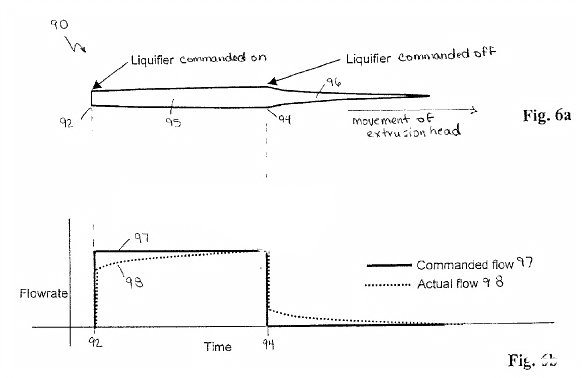 90
Liquifier commanded on
Liquifier commanded off
96
92
95
94
movement of
extrusion head
Fig. 6a
97
98
Commanded flow 97
Actual flow 98
Flowrate
92
Time
94
Fig. 6b